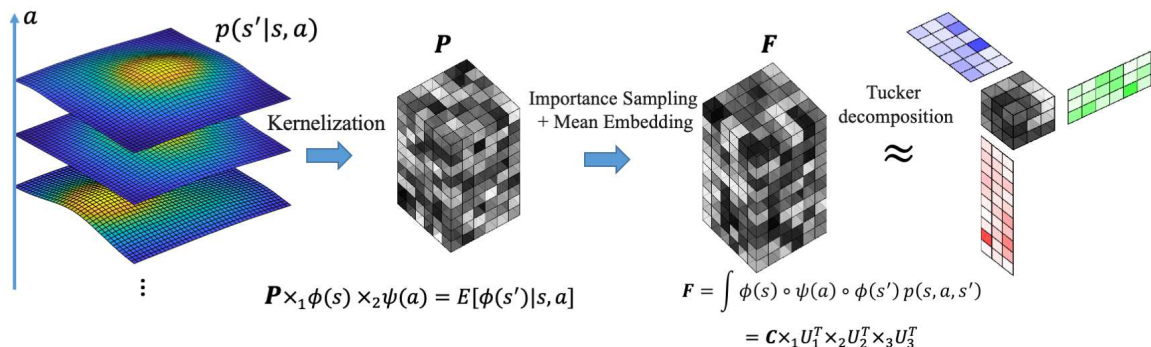 a
p(s′|s, a)
⋮
Kernelization
P
P×₁ϕ(s) ×₂ψ(a) = E[ϕ(s′)|s, a]
Importance Sampling
+ Mean Embedding
F
F = ∫ ϕ(s) ∘ ψ(a) ∘ ϕ(s′) p(s, a, s′)
= C×₁U₁ᵀ×₂U₂ᵀ×₃U₃ᵀ
Tucker
decomposition
≈